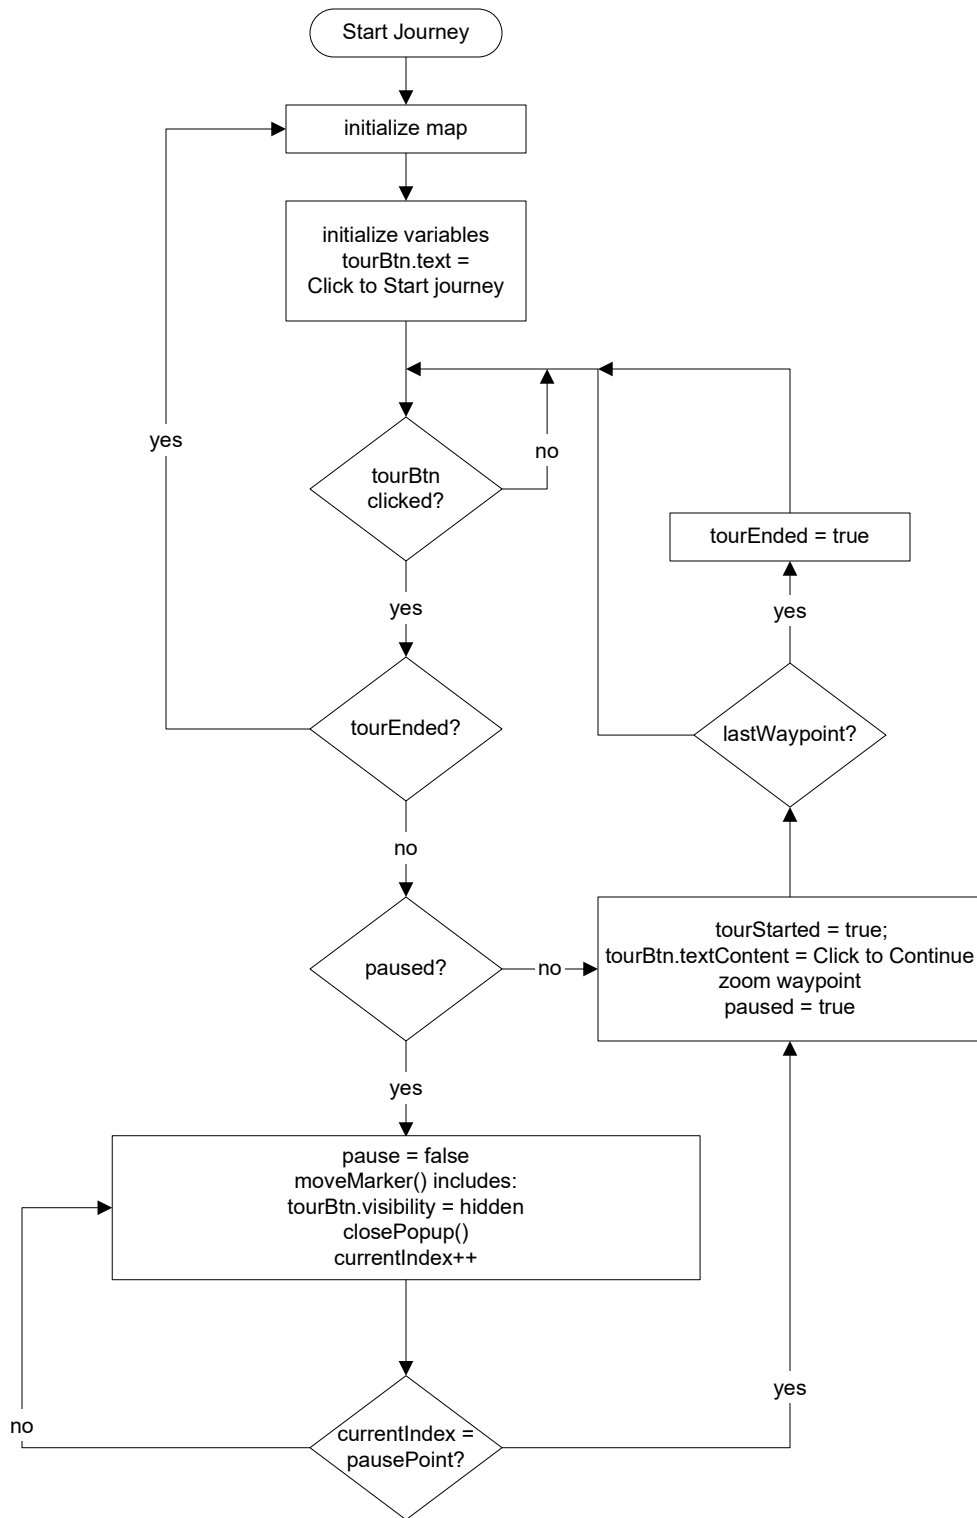 Start Journey
initialize map
initialize variables
tourBtn.text =
Click to Start journey
yes
no
tourBtn
clicked?
tourEnded = true
yes
yes
tourEnded?
lastWaypoint?
no
tourStarted = true;
tourBtn.textContent = Click to Continue
zoom waypoint
paused = true
paused?
no
yes
pause = false
moveMarker() includes:
tourBtn.visibility = hidden
closePopup()
currentIndex++
yes
no
currentIndex =
pausePoint?